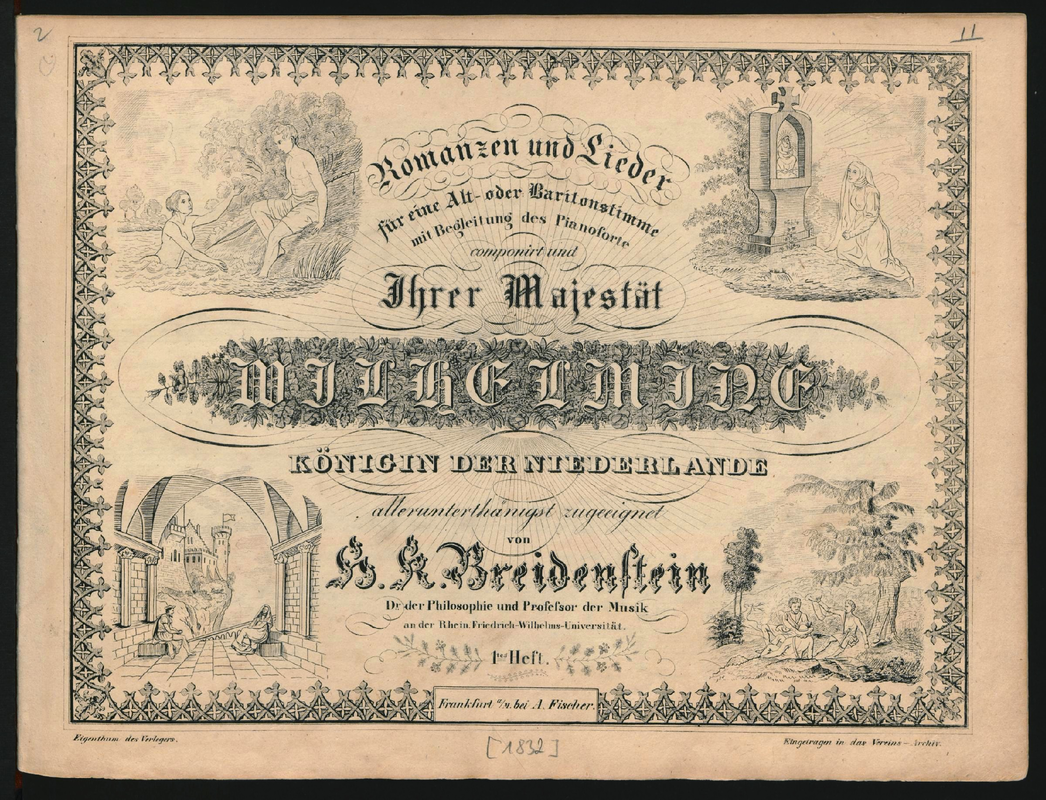 2
11
Romanzen und Lieder
für eine Alt- oder Baritonstimme
mit Begleitung des Pianoforte
componirt und
Ihrer Majestät
WILHELMINE
KÖNIGIN DER NIEDERLANDE
allerunterthänigst zugeeignet
von
H. K. Breidenstein
Dr der Philosophie und Professor der Musik
an der Rhein. Friedrich-Wilhelms-Universität.
1tes Heft.
Frankfurt a/M. bei A. Fischer.
Eigenthum des Verlegers.
[1832]
Eingetragen in das Vereins-Archiv.